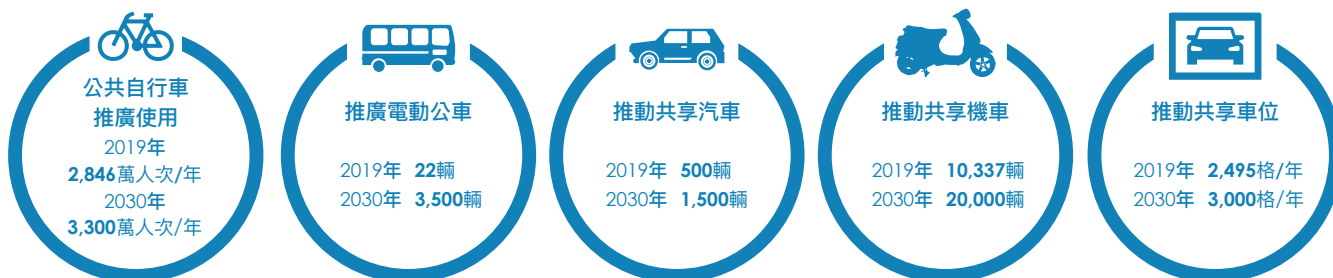 公共自行車
推廣使用
2019年
2,846萬人次/年
2030年
3,300萬人次/年
推廣電動公車
2019年 22輛
2030年 3,500輛
推動共享汽車
2019年 500輛
2030年 1,500輛
推動共享機車
2019年 10,337輛
2030年 20,000輛
推動共享車位
2019年 2,495格/年
2030年 3,000格/年